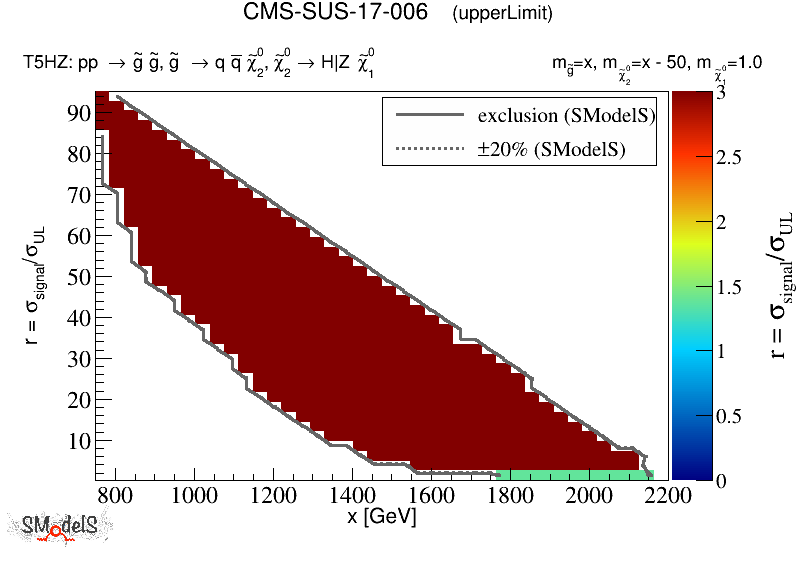 CMS-SUS-17-006 (upperLimit)
T5HZ: pp → g̃ g̃, g̃ → q q̅ χ̃⁰₂, χ̃⁰₂ → H|Z χ̃⁰₁
m_g̃=x, m_χ̃⁰₂=x - 50, m_χ̃⁰₁=1.0
exclusion (SModelS)
±20% (SModelS)
90
80
70
60
50
40
30
20
10
r = σ_signal/σ_UL
800 1000 1200 1400 1600 1800 2000 2200
x [GeV]
3
2.5
2
1.5
1
0.5
0
r = σ_signal/σ_UL
SModelS